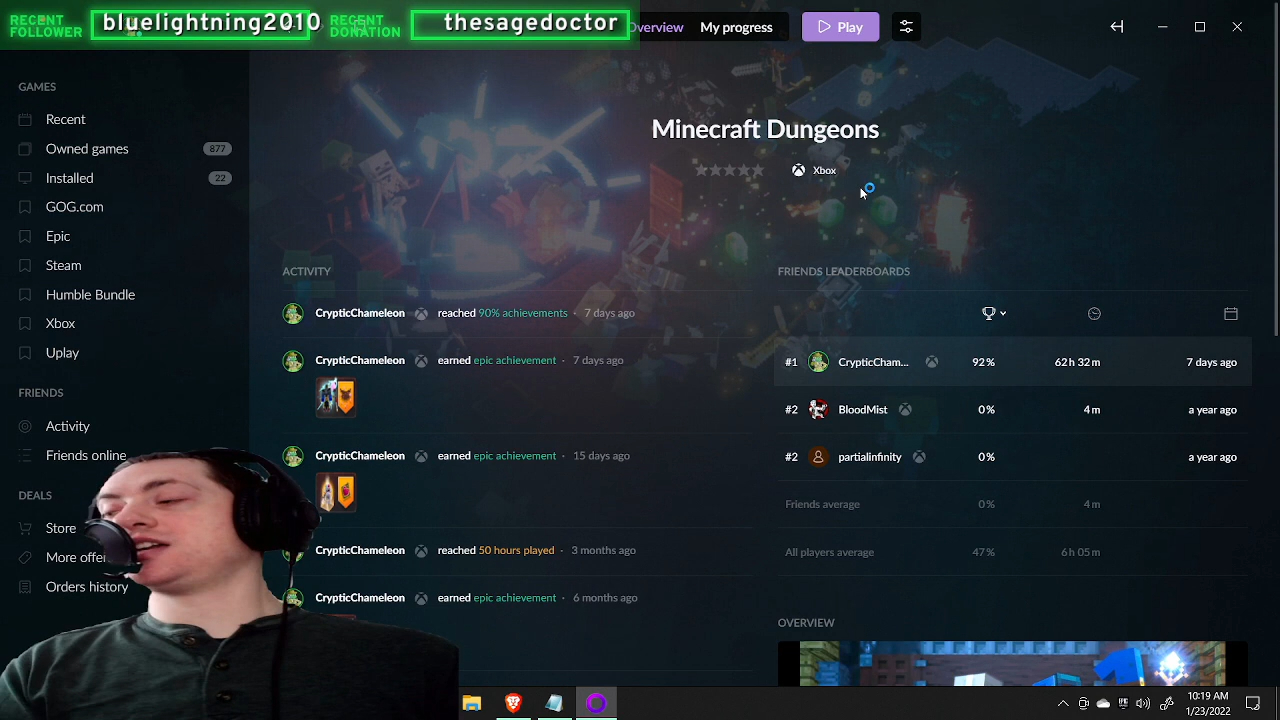 RECENT FOLLOWER
bluelightning2010
RECENT DONATION
thesagedoctor
Overview
My progress
Play
GAMES
Recent
Owned games 877
Installed 22
GOG.com
Epic
Steam
Humble Bundle
Xbox
Uplay
FRIENDS
Activity
Friends online
DEALS
Store
More offe
Orders history
Minecraft Dungeons
Xbox
ACTIVITY
CrypticChameleon reached 90% achievements · 7 days ago
CrypticChameleon earned epic achievement · 7 days ago
CrypticChameleon earned epic achievement · 15 days ago
CrypticChameleon reached 50 hours played · 3 months ago
CrypticChameleon earned epic achievement · 6 months ago
FRIENDS LEADERBOARDS
#1 CrypticCham... 92% 62h 32m 7 days ago
#2 BloodMist 0% 4m a year ago
#2 partialinfinity 0% a year ago
Friends average 0% 4m
All players average 47% 6h 05m
OVERVIEW
10:19 AM
1/23/2022